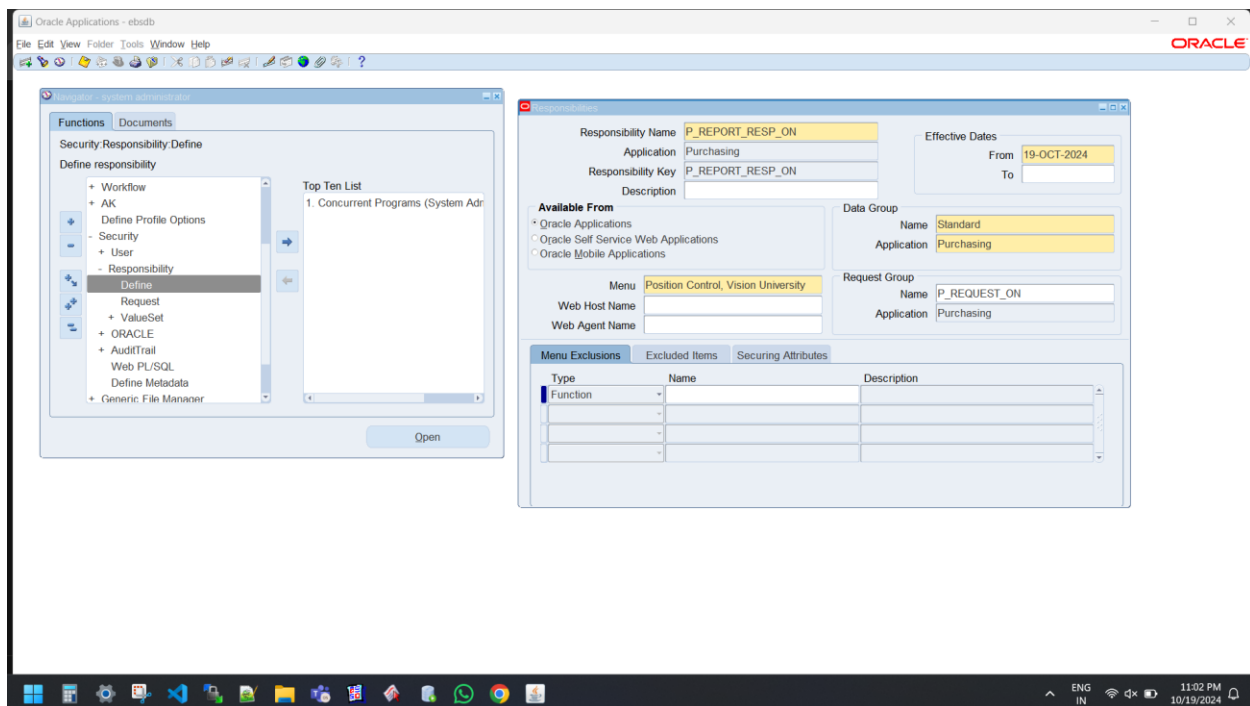 Oracle Applications - ebsdb
File Edit View Folder Tools Window Help
ORACLE
Navigator - system administrator
Functions Documents
Security:Responsibility:Define
Define responsibility
+ Workflow
+ AK
Define Profile Options
- Security
+ User
- Responsibility
Define
Request
+ ValueSet
+ ORACLE
+ AuditTrail
Web PL/SQL
Define Metadata
+ Generic File Manager
Top Ten List
1. Concurrent Programs (System Adr
Open
Responsibilities
Responsibility Name P_REPORT_RESP_ON
Application Purchasing
Responsibility Key P_REPORT_RESP_ON
Description
Effective Dates
From 19-OCT-2024
To
Available From
Oracle Applications
Oracle Self Service Web Applications
Oracle Mobile Applications
Data Group
Name Standard
Application Purchasing
Menu Position Control, Vision University
Web Host Name
Web Agent Name
Request Group
Name P_REQUEST_ON
Application Purchasing
Menu Exclusions Excluded Items Securing Attributes
Type Name Description
Function
ENG
IN
11:02 PM
10/19/2024